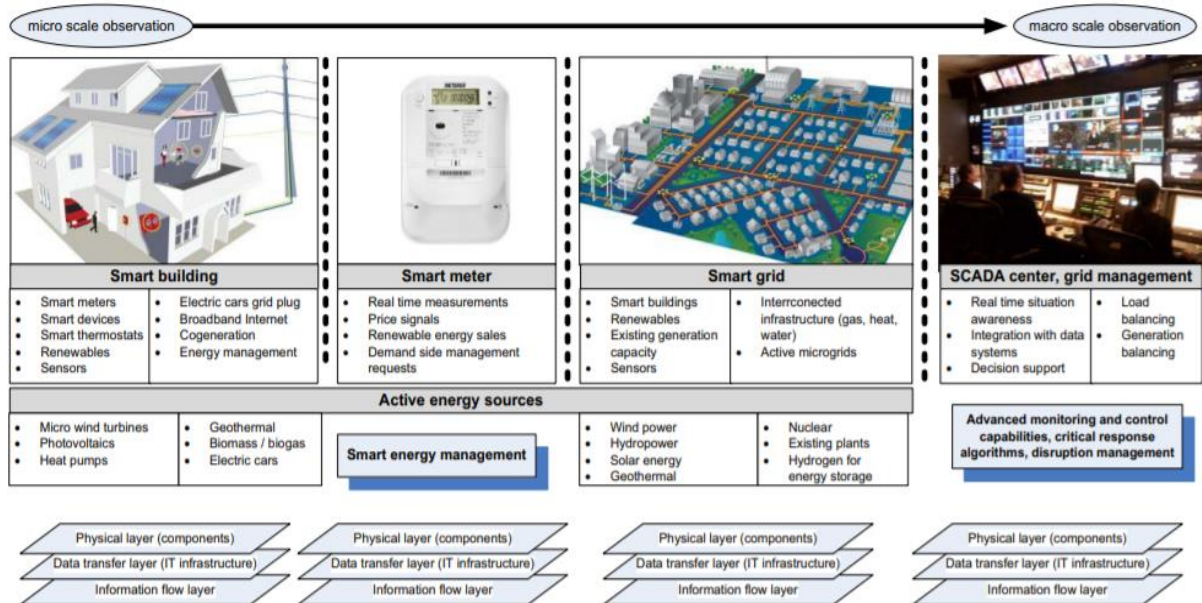 micro scale observation
macro scale observation
Smart building
• Smart meters
• Smart devices
• Smart thermostats
• Renewables
• Sensors
• Electric cars grid plug
• Broadband Internet
• Cogeneration
• Energy management
Smart meter
• Real time measurements
• Price signals
• Renewable energy sales
• Demand side management
requests
Smart grid
• Smart buildings
• Renewables
• Existing generation
capacity
• Sensors
• Interrconected
infrastructure (gas, heat,
water)
• Active microgrids
SCADA center, grid management
• Real time situation
awareness
• Integration with data
systems
• Decision support
• Load
balancing
• Generation
balancing
Active energy sources
• Micro wind turbines
• Photovoltaics
• Heat pumps
• Geothermal
• Biomass / biogas
• Electric cars
Smart energy management
• Wind power
• Hydropower
• Solar energy
• Geothermal
• Nuclear
• Existing plants
• Hydrogen for
energy storage
Advanced monitoring and control
capabilities, critical response
algorithms, disruption management
Physical layer (components)
Data transfer layer (IT infrastructure)
Information flow layer
Physical layer (components)
Data transfer layer (IT infrastructure)
Information flow layer
Physical layer (components)
Data transfer layer (IT infrastructure)
Information flow layer
Physical layer (components)
Data transfer layer (IT infrastructure)
Information flow layer